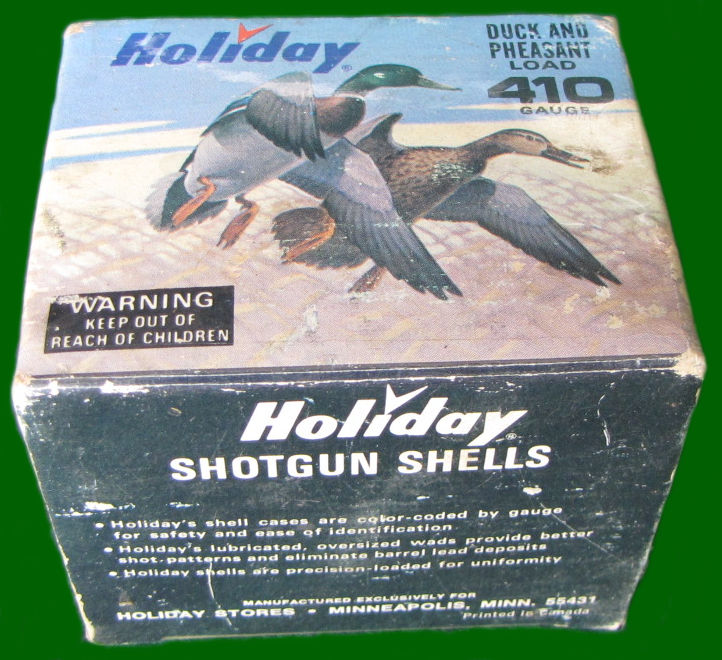 Holiday®
DUCK AND
PHEASANT
LOAD
410
GAUGE
WARNING
KEEP OUT OF
REACH OF CHILDREN
Holiday®
SHOTGUN SHELLS
• Holiday's shell cases are color-coded by gauge
for safety and ease of identification
• Holiday's lubricated, oversized wads provide better
shot patterns and eliminate barrel lead deposits
• Holiday shells are precision-loaded for uniformity
MANUFACTURED EXCLUSIVELY FOR
HOLIDAY STORES • MINNEAPOLIS, MINN. 55431
Printed in Canada